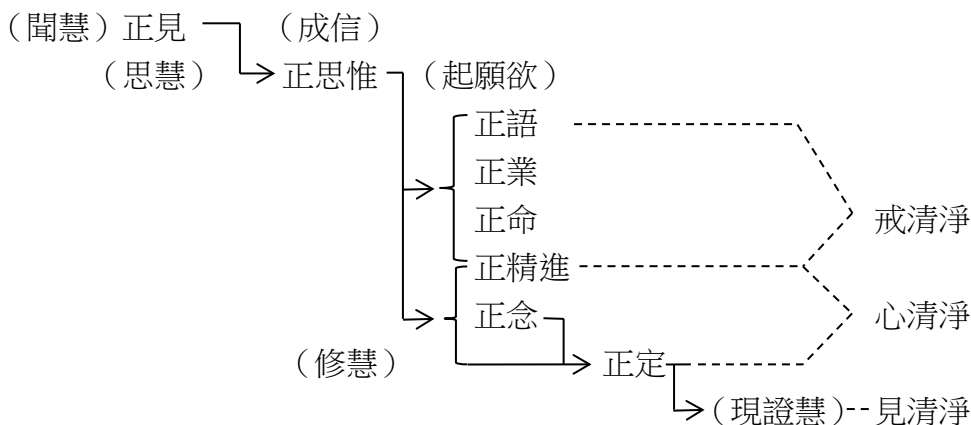 （聞慧）正見 （成信）
（思慧） 正思惟 （起願欲）
正語
正業
正命 戒清淨
正精進
正念 心清淨
（修慧） 正定
（現證慧） 見清淨